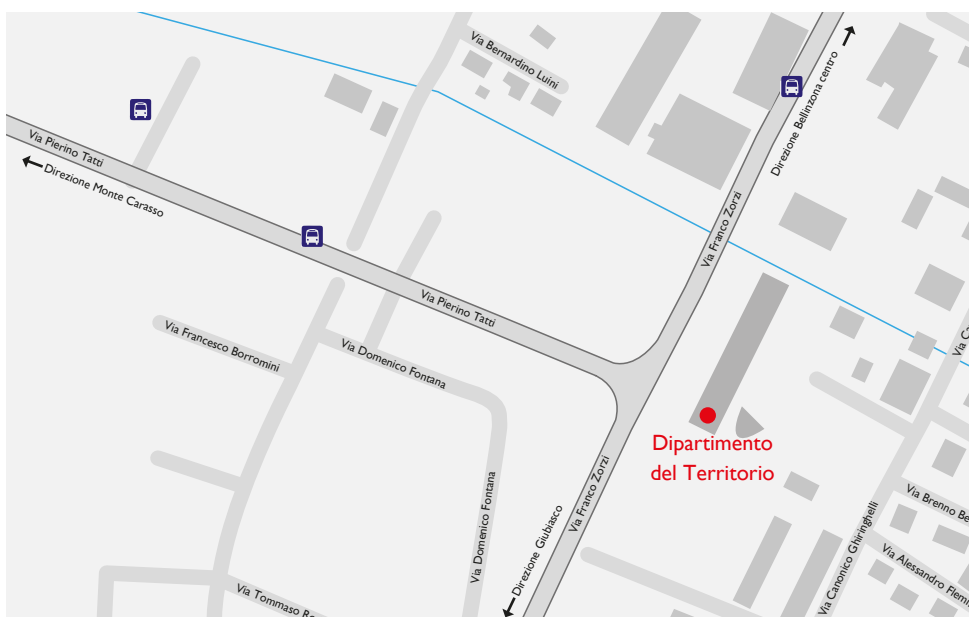 Via Bernardino Luini
Direzione Bellinzona centro
Via Pierino Tatti
Direzione Monte Carasso
Via Franco Zorzi
Via Pierino Tatti
Via Francesco Borromini
Via Domenico Fontana
Dipartimento
del Territorio
Via Franco Zorzi
Via Domenico Fontana
Direzione Giubiasco
Via Canonico Ghiringhelli
Via Brenno Be
Via Alessandro Flemm
Via Tommaso
Via